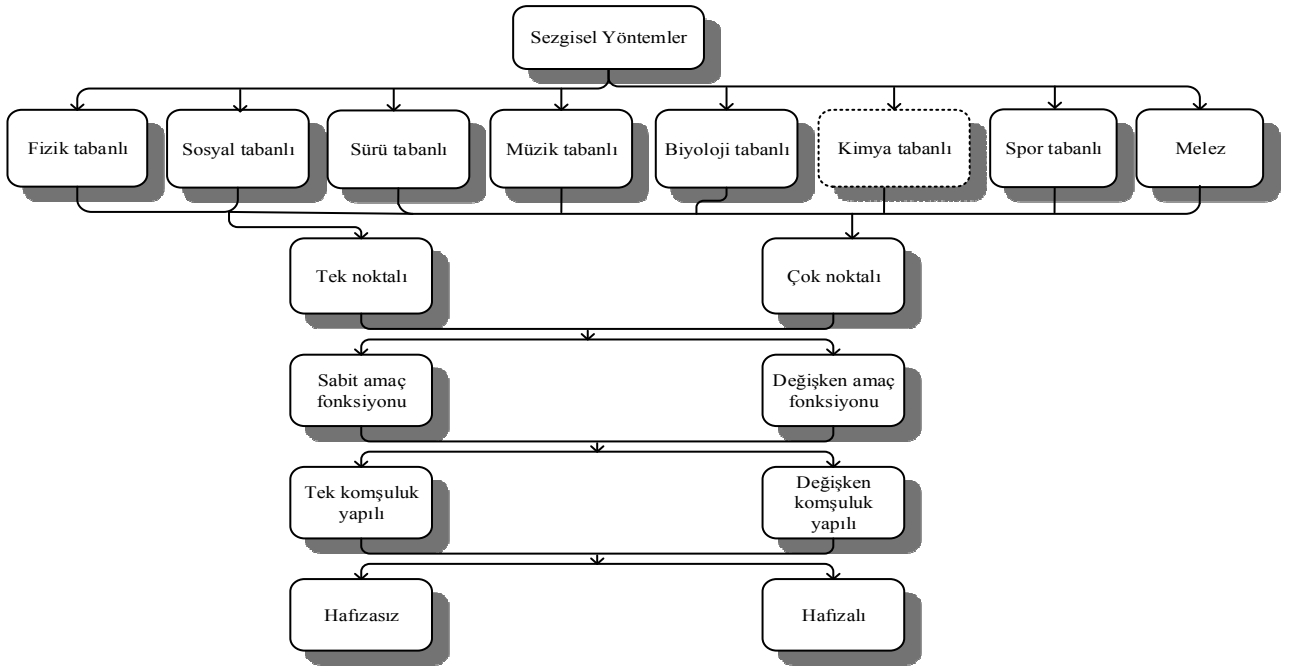 Sezgisel Yöntemler
Fizik tabanlı
Sosyal tabanlı
Sürü tabanlı
Müzik tabanlı
Biyoloji tabanlı
Kimya tabanlı
Spor tabanlı
Melez
Tek noktalı
Çok noktalı
Sabit amaç
fonksiyonu
Değişken amaç
fonksiyonu
Tek komşuluk
yapılı
Değişken
komşuluk
yapılı
Hafızasız
Hafızalı